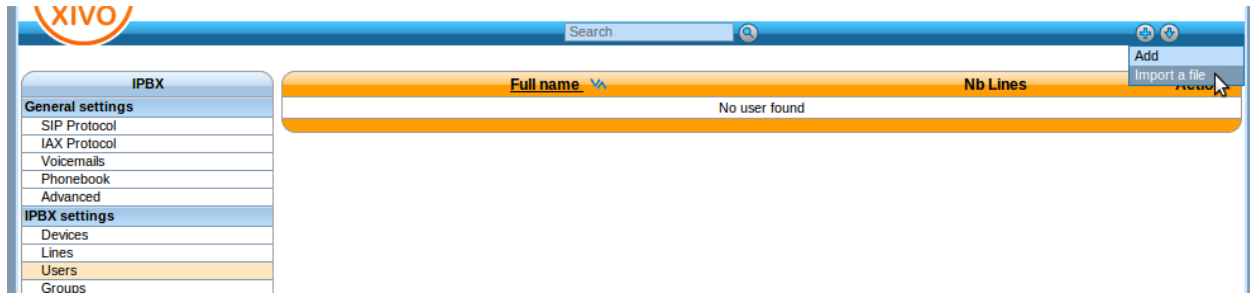 XIVO
Search
Add
Import a file
IPBX
Full name
Nb Lines
General settings
No user found
SIP Protocol
IAX Protocol
Voicemails
Phonebook
Advanced
IPBX settings
Devices
Lines
Users
Groups